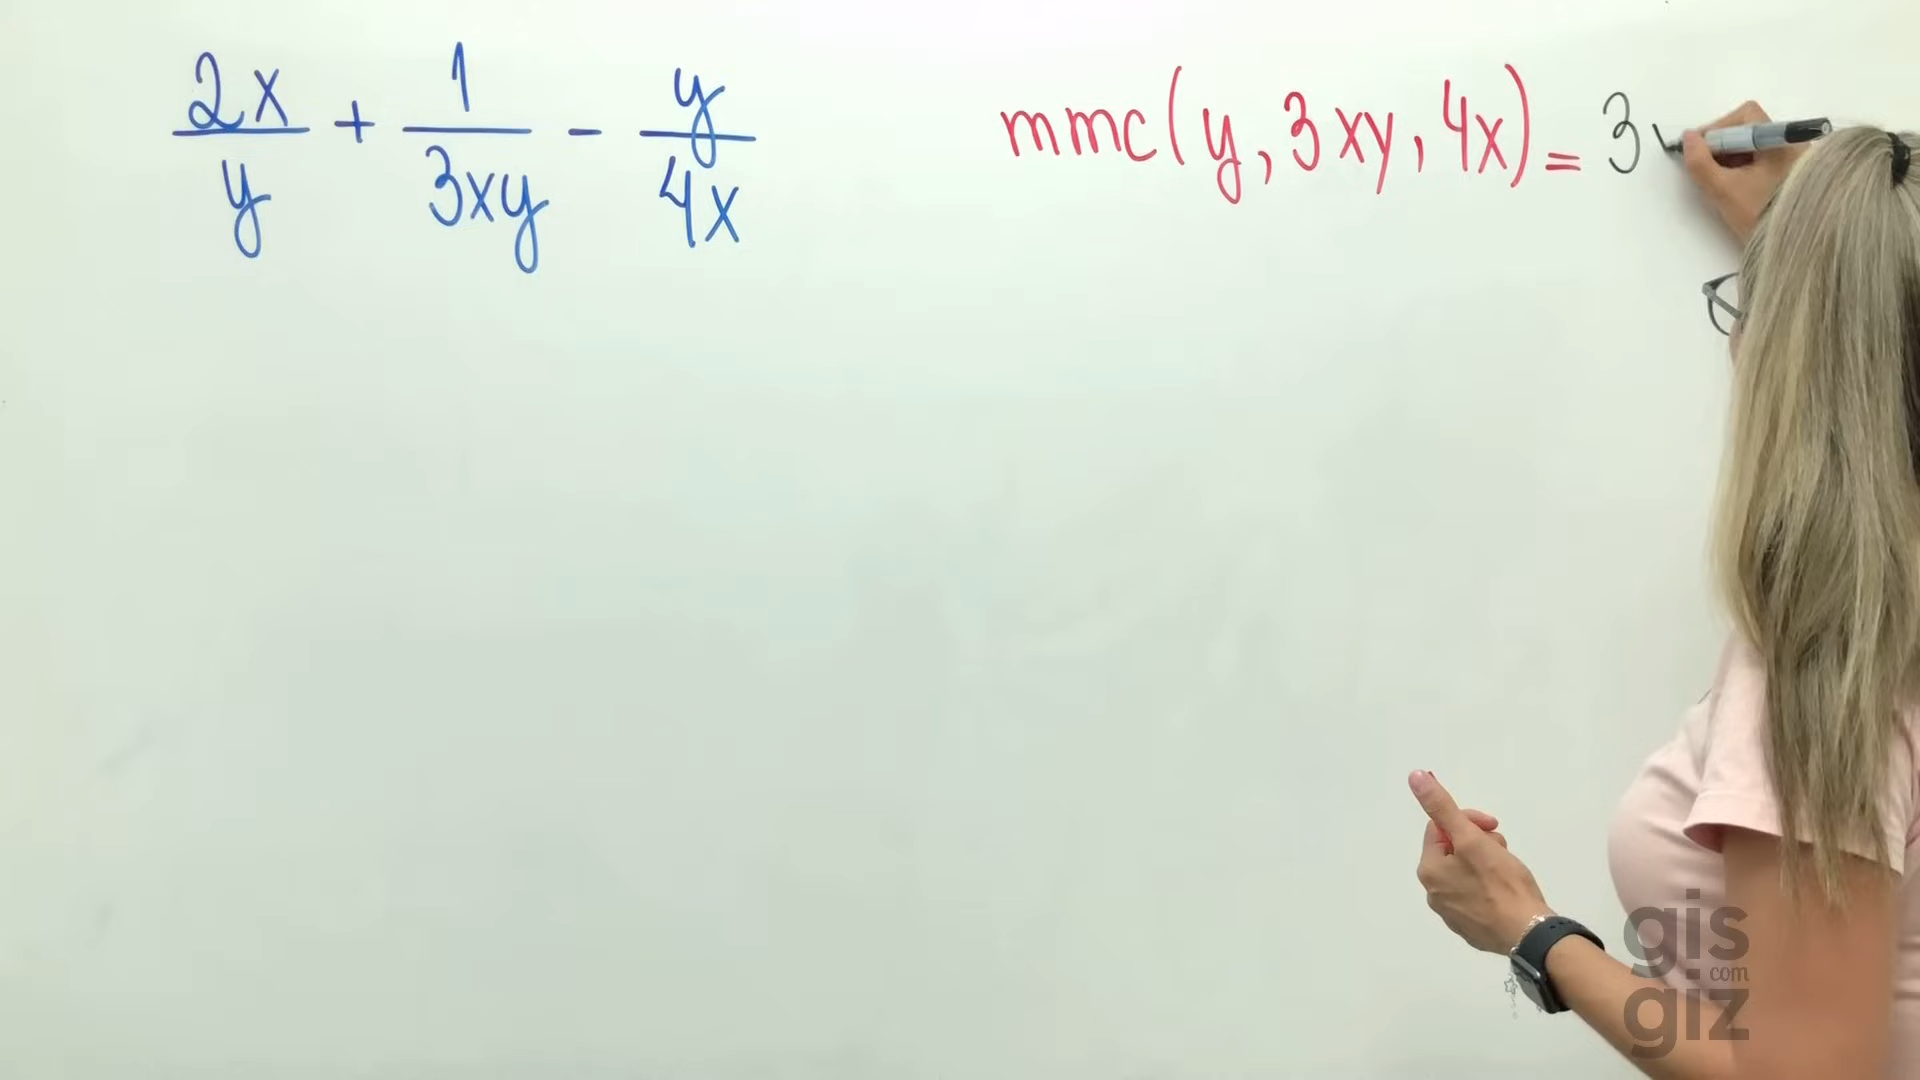 2x/y + 1/3xy - y/4x
mmc(y, 3xy, 4x) = 3
gis
com
giz